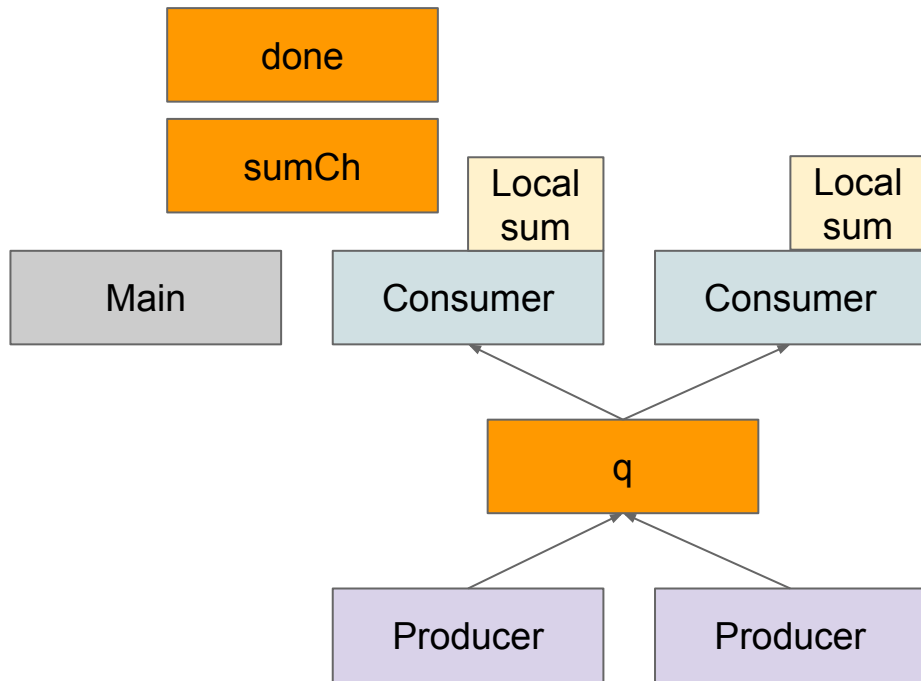 done
sumCh
Local
sum
Local
sum
Main
Consumer
Consumer
q
Producer
Producer